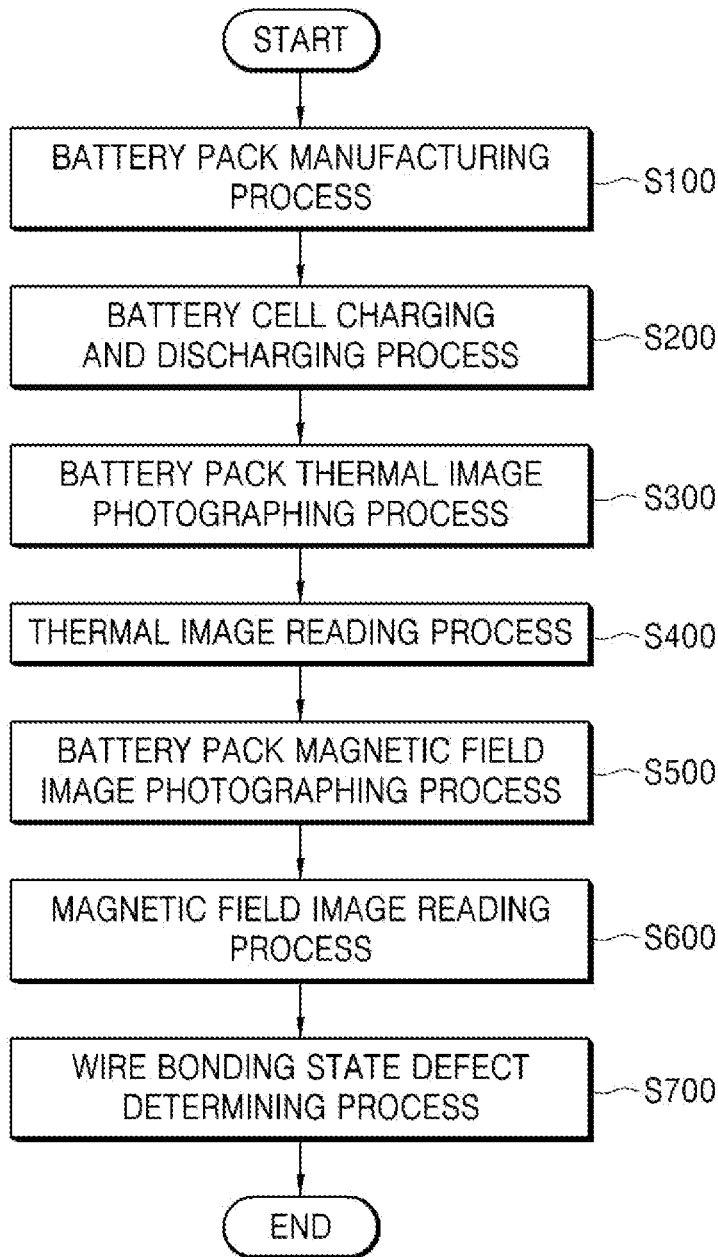 START
BATTERY PACK MANUFACTURING
PROCESS
S100
BATTERY CELL CHARGING
AND DISCHARGING PROCESS
S200
BATTERY PACK THERMAL IMAGE
PHOTOGRAPHING PROCESS
S300
THERMAL IMAGE READING PROCESS
S400
BATTERY PACK MAGNETIC FIELD
IMAGE PHOTOGRAPHING PROCESS
S500
MAGNETIC FIELD IMAGE READING
PROCESS
S600
WIRE BONDING STATE DEFECT
DETERMINING PROCESS
S700
END